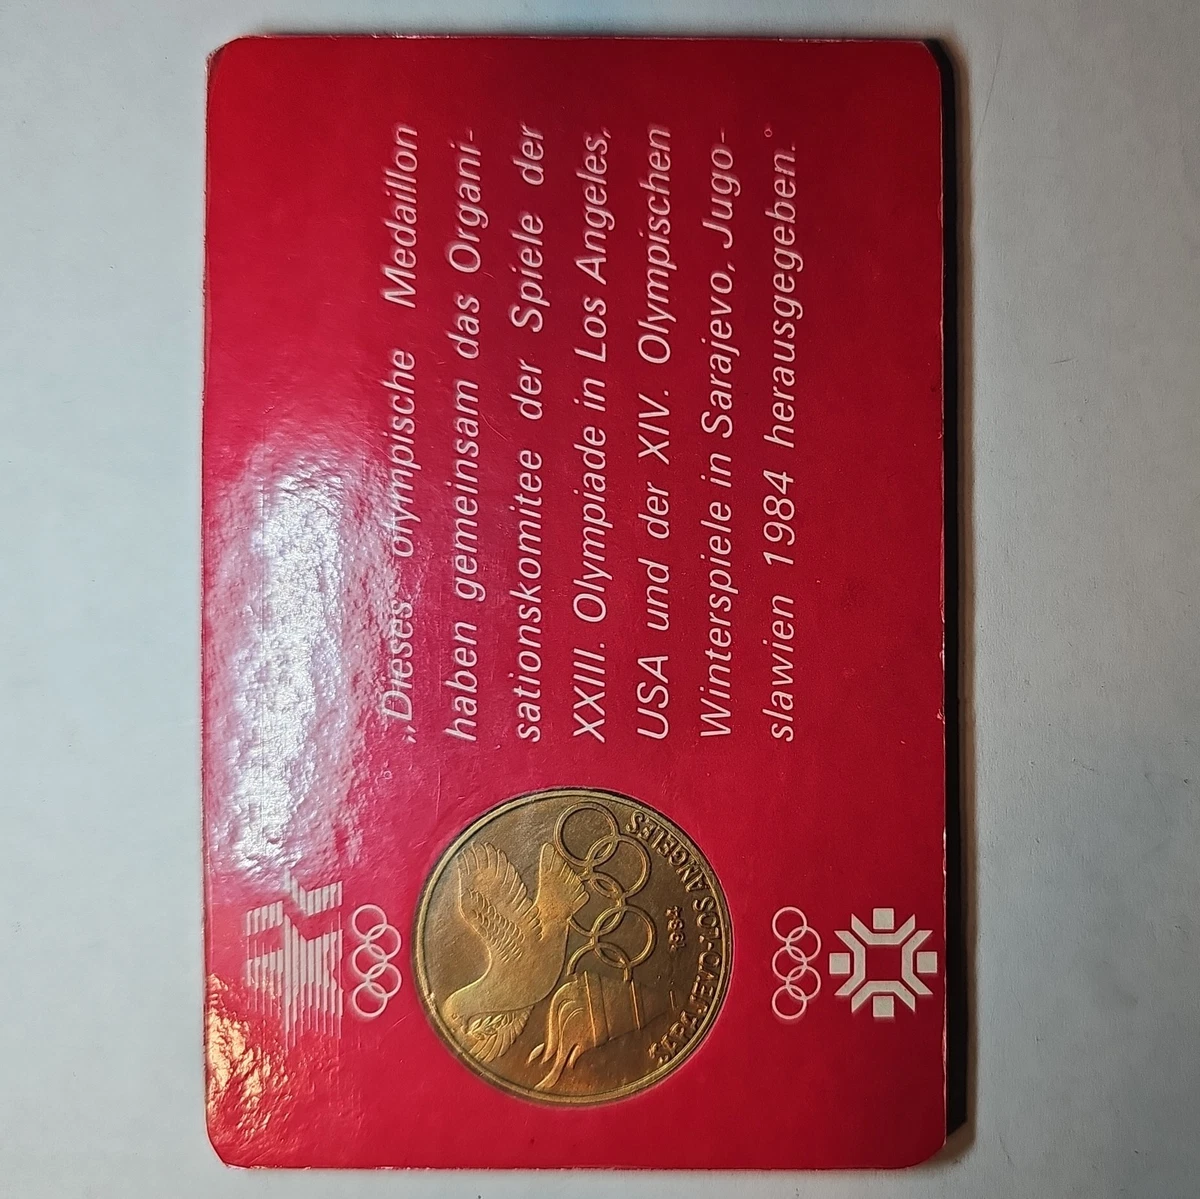 „Dieses olympische Medaillon
haben gemeinsam das Organi-
sationskomitee der Spiele der
XXIII. Olympiade in Los Angeles,
USA und der XIV. Olympischen
Winterspiele in Sarajevo, Jugo-
slawien 1984 herausgegeben.“
1984
SARAJEVO-LOS ANGELES